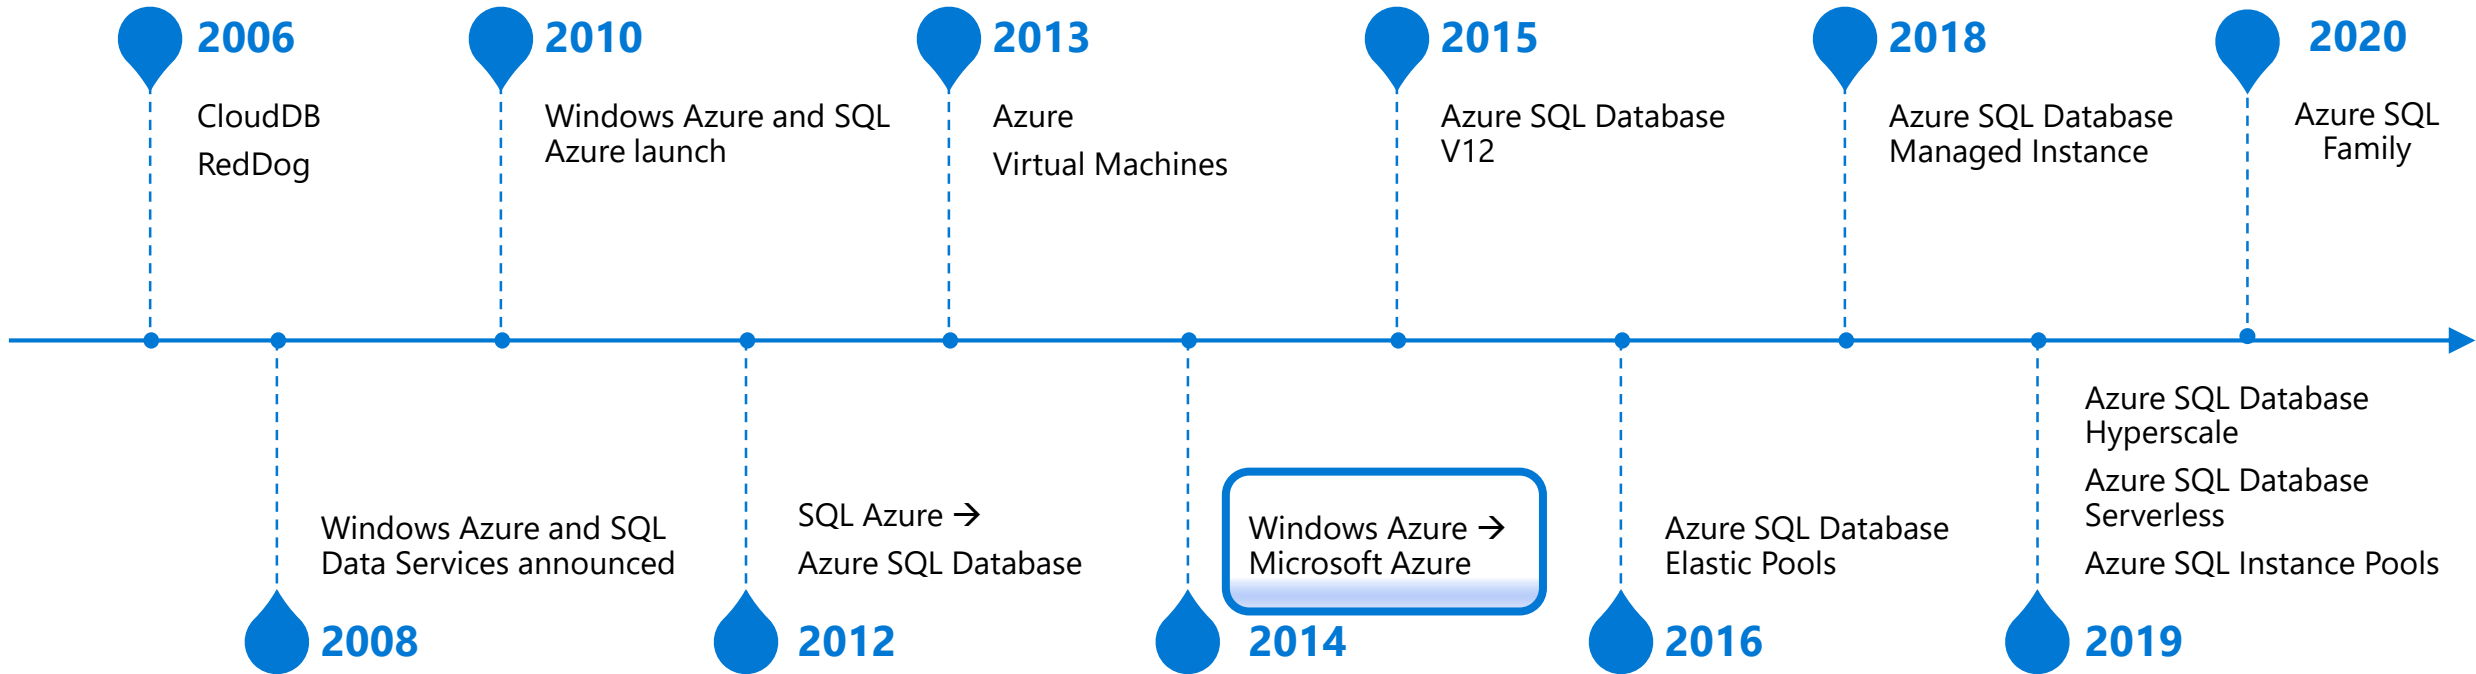 2006
CloudDB
RedDog
2010
Windows Azure and SQL
Azure launch
2013
Azure
Virtual Machines
2015
Azure SQL Database
V12
2018
Azure SQL Database
Managed Instance
2020
Azure SQL
Family
Windows Azure and SQL
Data Services announced
2008
SQL Azure →
Azure SQL Database
2012
Windows Azure →
Microsoft Azure
2014
Azure SQL Database
Elastic Pools
2016
Azure SQL Database
Hyperscale
Azure SQL Database
Serverless
Azure SQL Instance Pools
2019